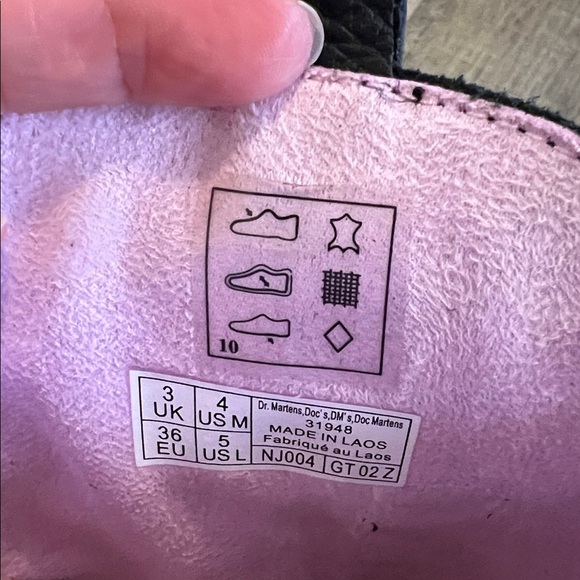 10
3 UK
4 US M
36 EU
5 US L
Dr. Martens,Doc's,DM's,Doc Martens
31948
MADE IN LAOS
Fabriqué au Laos
NJ004
GT 02 Z